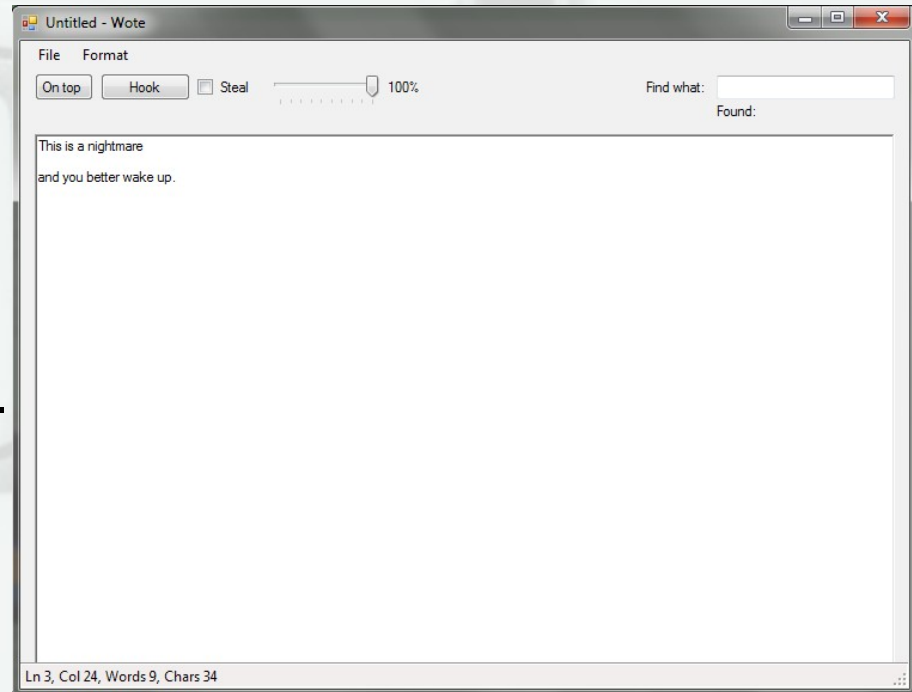 Untitled - Wote
File Format
On top Hook Steal 100% Find what:
Found:
This is a nightmare
and you better wake up.
Ln 3, Col 24, Words 9, Chars 34